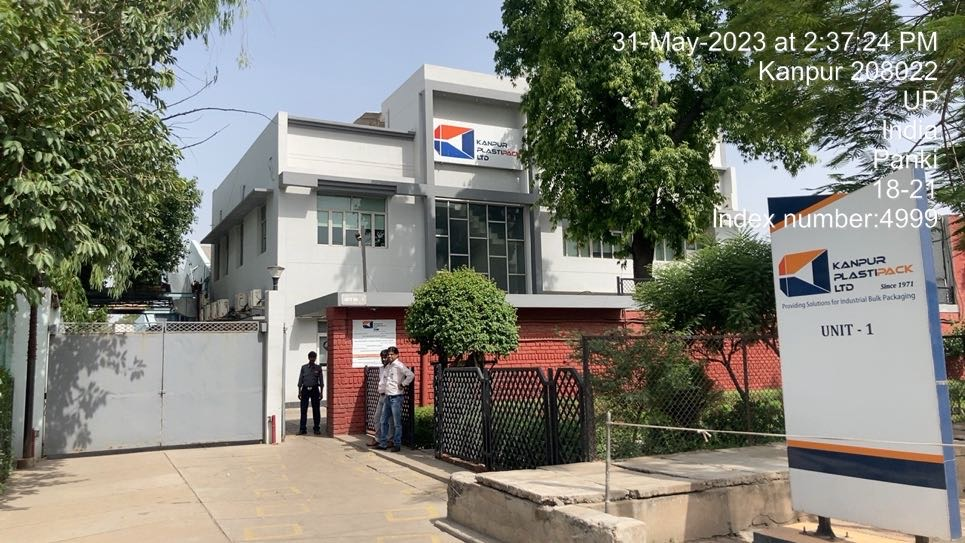 31-May-2023 at 2:37:24 PM
Kanpur 208022
UP
India
Panki
18-21
Index number:4999
KANPUR
PLASTIPACK
LTD
KANPUR
PLASTIPACK
LTD
Since 1971
Providing Solutions for Industrial Bulk Packaging
UNIT - 1